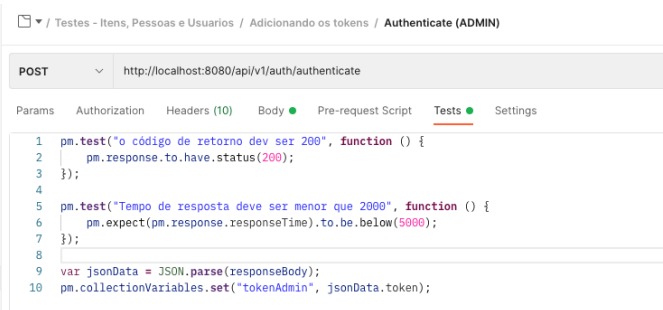 / Testes - Itens, Pessoas e Usuarios / Adicionando os tokens / Authenticate (ADMIN)
POST http://localhost:8080/api/v1/auth/authenticate
Params Authorization Headers (10) Body Pre-request Script Tests Settings
1 pm.test("o código de retorno dev ser 200", function () {
2 pm.response.to.have.status(200);
3 });
4
5 pm.test("Tempo de resposta deve ser menor que 2000", function () {
6 pm.expect(pm.response.responseTime).to.be.below(5000);
7 });
8
9 var jsonData = JSON.parse(responseBody);
10 pm.collectionVariables.set("tokenAdmin", jsonData.token);